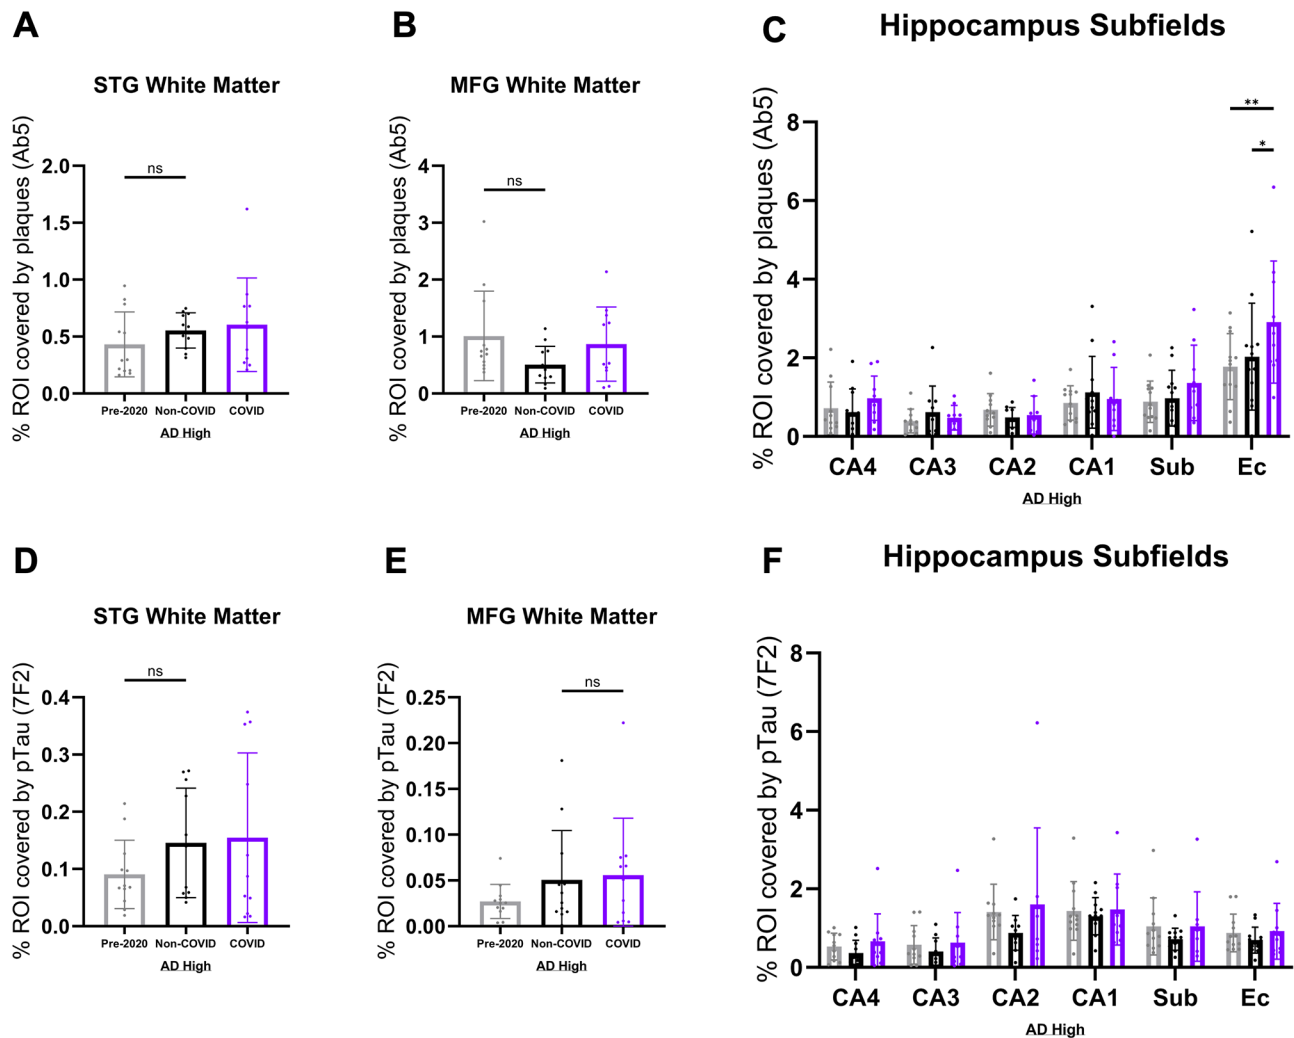 A
STG White Matter
% ROI covered by plaques (Ab5)
2.0
1.5
1.0
0.5
0.0
ns
Pre-2020 Non-COVID COVID
AD High
B
MFG White Matter
% ROI covered by plaques (Ab5)
4
3
2
1
0
ns
Pre-2020 Non-COVID COVID
AD High
C
Hippocampus Subfields
% ROI covered by plaques (Ab5)
8
6
4
2
0
**
*
CA4 CA3 CA2 CA1 Sub Ec
AD High
D
STG White Matter
% ROI covered by pTau (7F2)
0.4
0.3
0.2
0.1
0.0
ns
Pre-2020 Non-COVID COVID
AD High
E
MFG White Matter
% ROI covered by pTau (7F2)
0.25
0.20
0.15
0.10
0.05
0.00
ns
Pre-2020 Non-COVID COVID
AD High
F
Hippocampus Subfields
% ROI covered by pTau (7F2)
8
6
4
2
0
CA4 CA3 CA2 CA1 Sub Ec
AD High